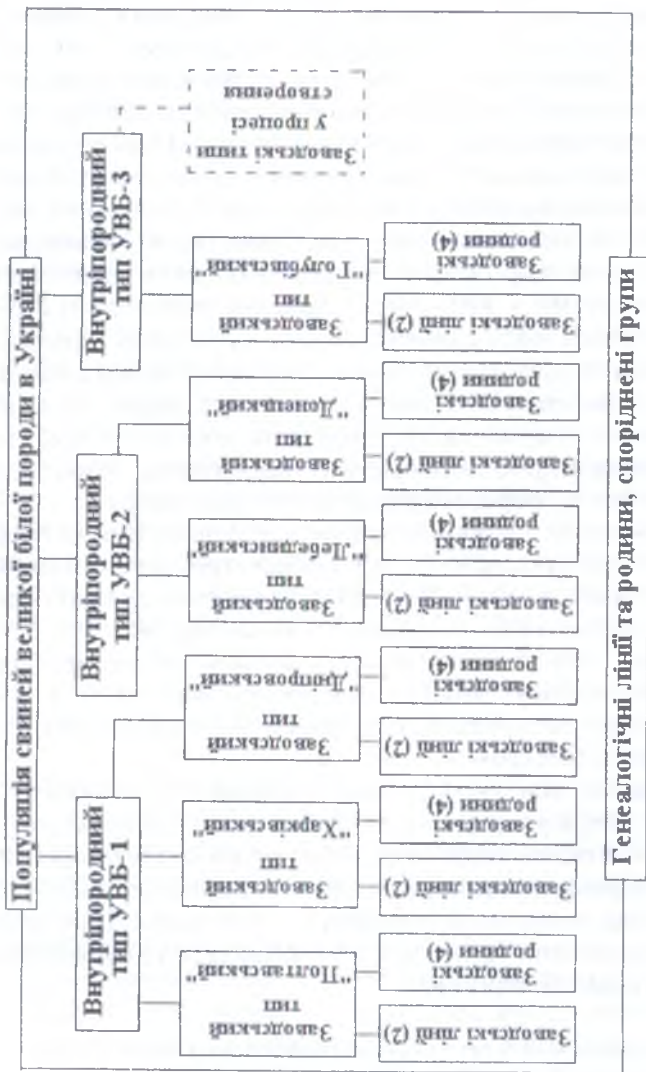 Популяція свиней великої білої породи в Україні
Внутріпородний
тип УВБ-1
Внутріпородний
тип УВБ-2
Внутріпородний
тип УВБ-3
Заводський
тип
"Полтавський"
Заводський
тип
"Харківський"
Заводський
тип
"Дніпровський"
Заводський
тип
"Лебединський"
Заводський
тип
"Донецький"
Заводський
тип
"Голубівський"
Заводські типи
у процесі
створення
Заводські лінії (2)
Заводські
родини (4)
Заводські лінії (2)
Заводські
родини (4)
Заводські лінії (2)
Заводські
родини (4)
Заводські лінії (2)
Заводські
родини (4)
Заводські лінії (2)
Заводські
родини (4)
Заводські лінії (2)
Заводські
родини (4)
Генеалогічні лінії та родини, споріднені групи